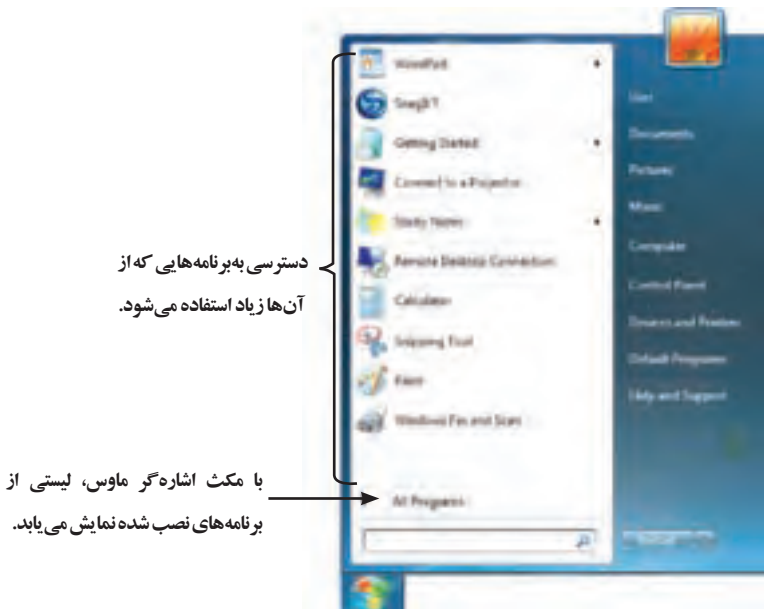 WordPad
SnagIt 7
Getting Started
Connect to a Projector
Sticky Notes
Remote Desktop Connection
Calculator
Snipping Tool
Paint
Windows Fax and Scan
All Programs
User
Documents
Pictures
Music
Computer
Control Panel
Devices and Printers
Default Programs
Help and Support
دسترسی به‌برنامه‌هایی که از
آن‌ها زیاد استفاده می‌شود.
با مکث اشاره‌گر ماوس، لیستی از
برنامه‌های نصب شده نمایش می‌یابد.